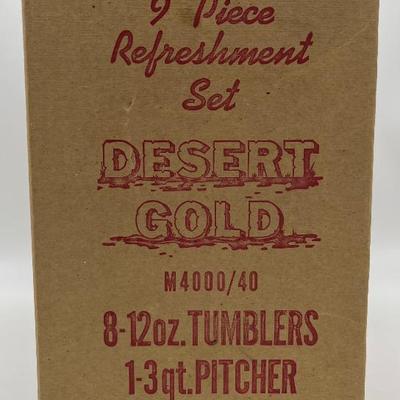 9 Piece
Refreshment
Set
DESERT
GOLD
M4000/40
8-12oz. TUMBLERS
1-3qt. PITCHER